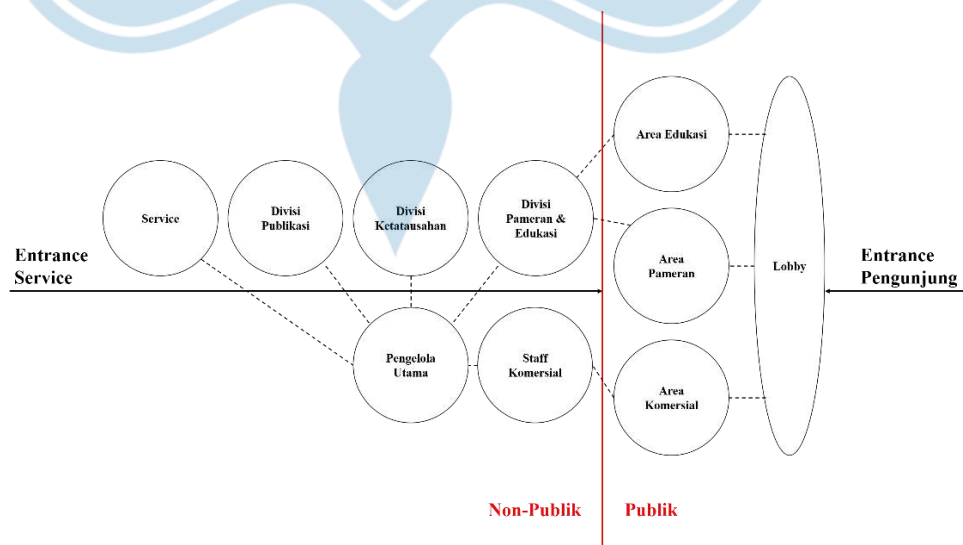 Area Edukasi
Service
Divisi
Publikasi
Divisi
Ketatausahan
Divisi
Pameran &
Edukasi
Entrance
Service
Area
Pameran
Lobby
Entrance
Pengunjung
Pengelola
Utama
Staff
Komersial
Area
Komersial
Non-Publik
Publik